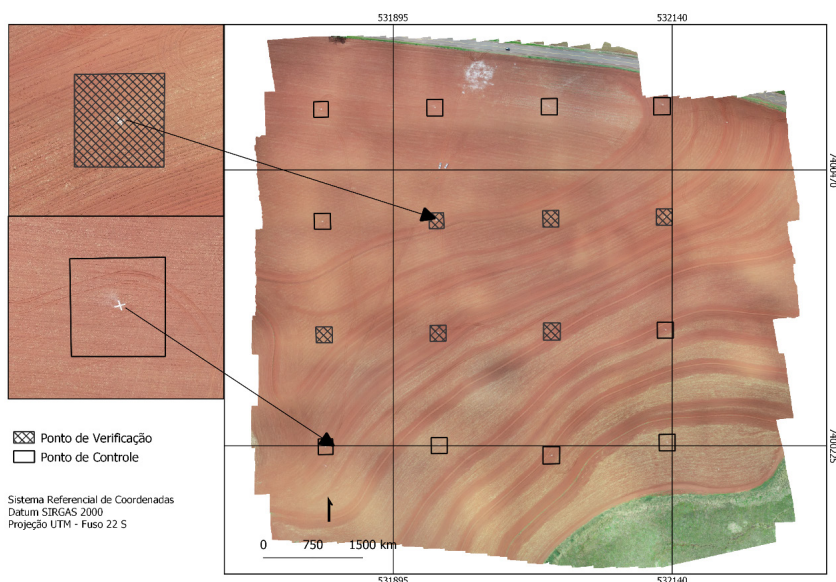 531895
532140
7400470
Ponto de Verificação
Ponto de Controle
7400225
Sistema Referencial de Coordenadas
Datum SIRGAS 2000
Projeção UTM - Fuso 22 S
0 750 1500 km
531895
532140